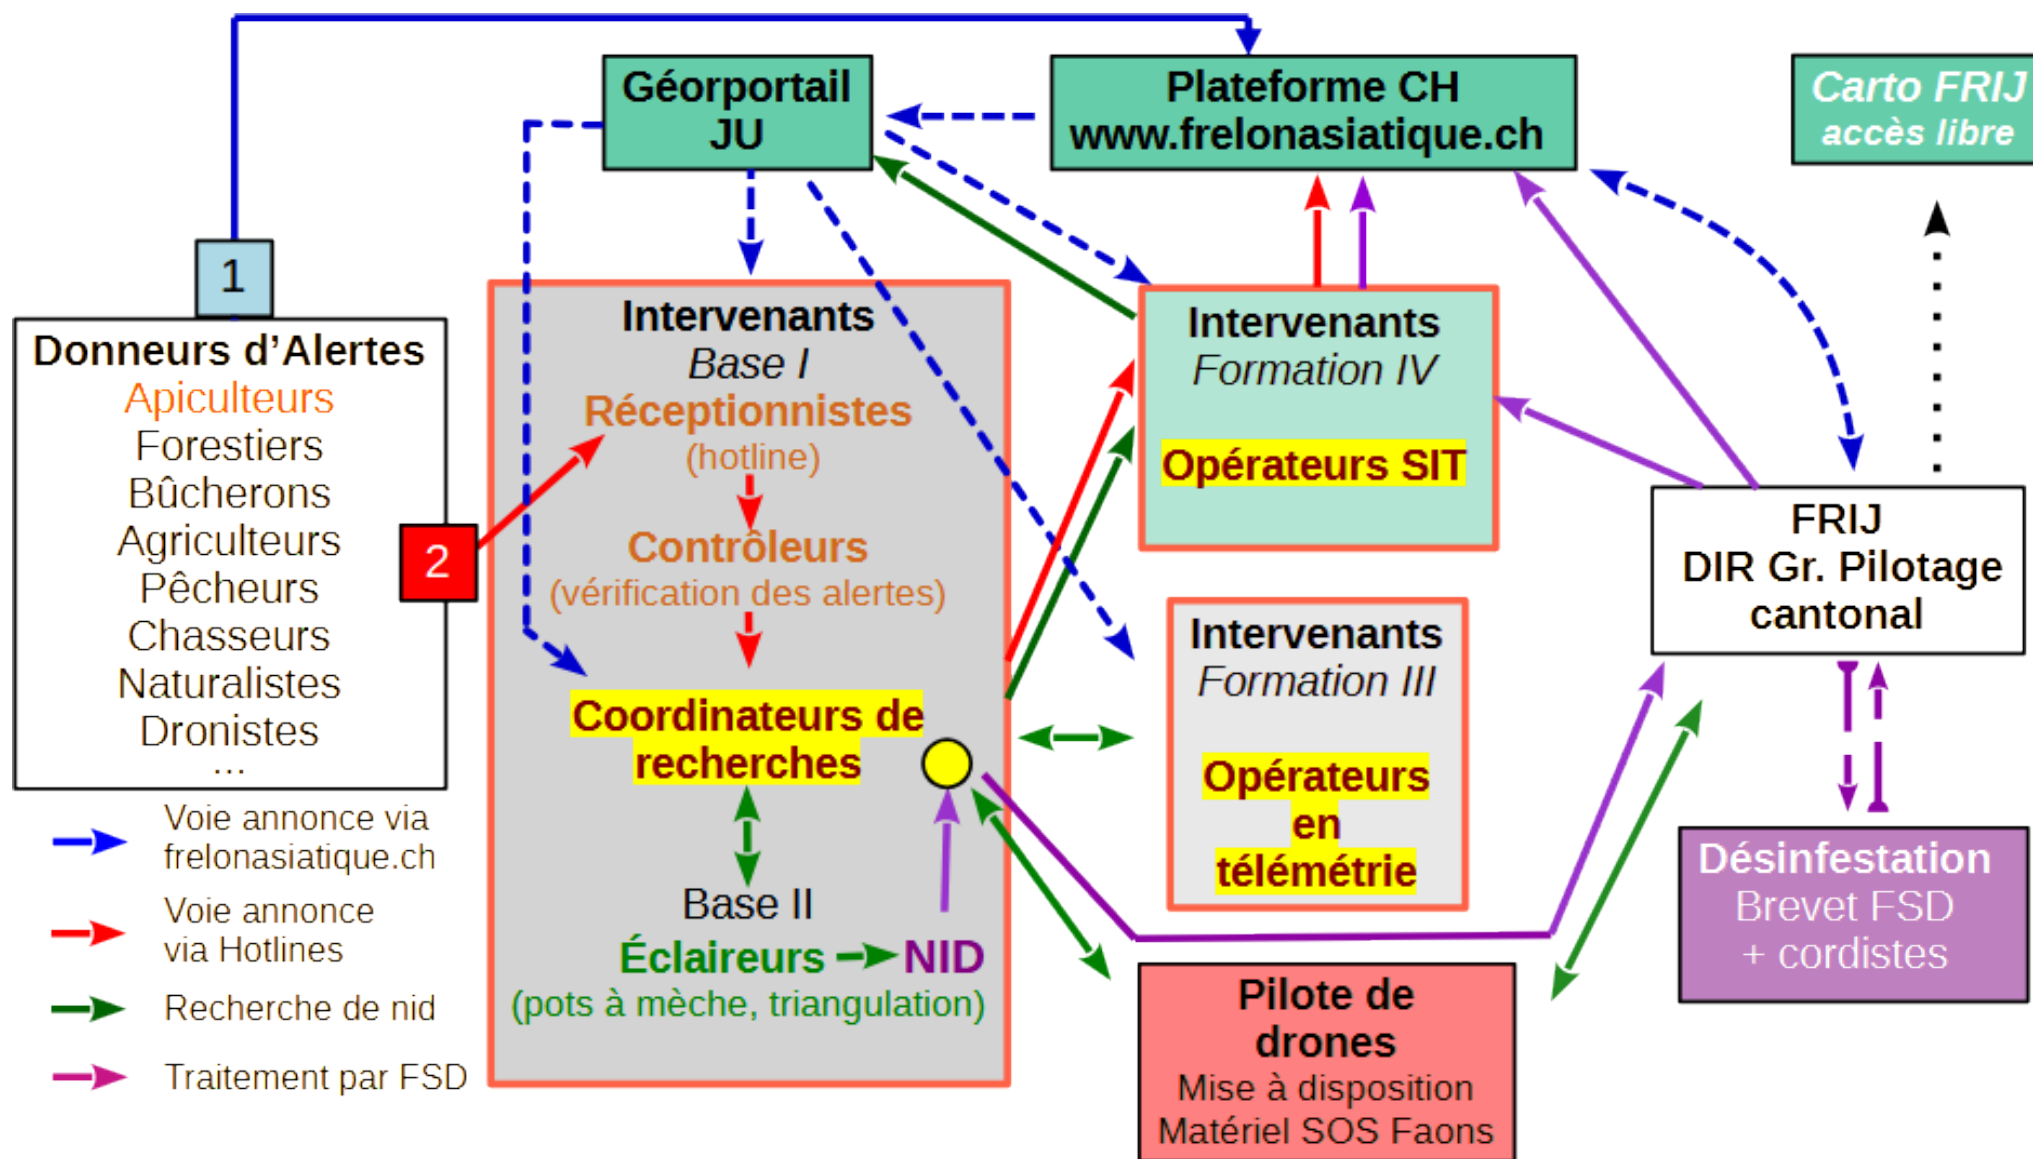 Géorportail
JU
Plateforme CH
www.frelonasiatique.ch
Carto FRIJ
accès libre
1
Donneurs d'Alertes
Apiculteurs
Forestiers
Bûcherons
Agriculteurs
Pêcheurs
Chasseurs
Naturalistes
Dronistes
...
2
Intervenants
Base I
Réceptionnistes
(hotline)
Contrôleurs
(vérification des alertes)
Coordinateurs de
recherches
Base II
Éclaireurs
NID
(pots à mèche, triangulation)
Intervenants
Formation IV
Opérateurs SIT
Intervenants
Formation III
Opérateurs
en
télémétrie
FRIJ
DIR Gr. Pilotage
cantonal
Désinfestation
Brevet FSD
+ cordistes
Pilote de
drones
Mise à disposition
Matériel SOS Faons
Voie annonce via
frelonasiatique.ch
Voie annonce
via Hotlines
Recherche de nid
Traitement par FSD